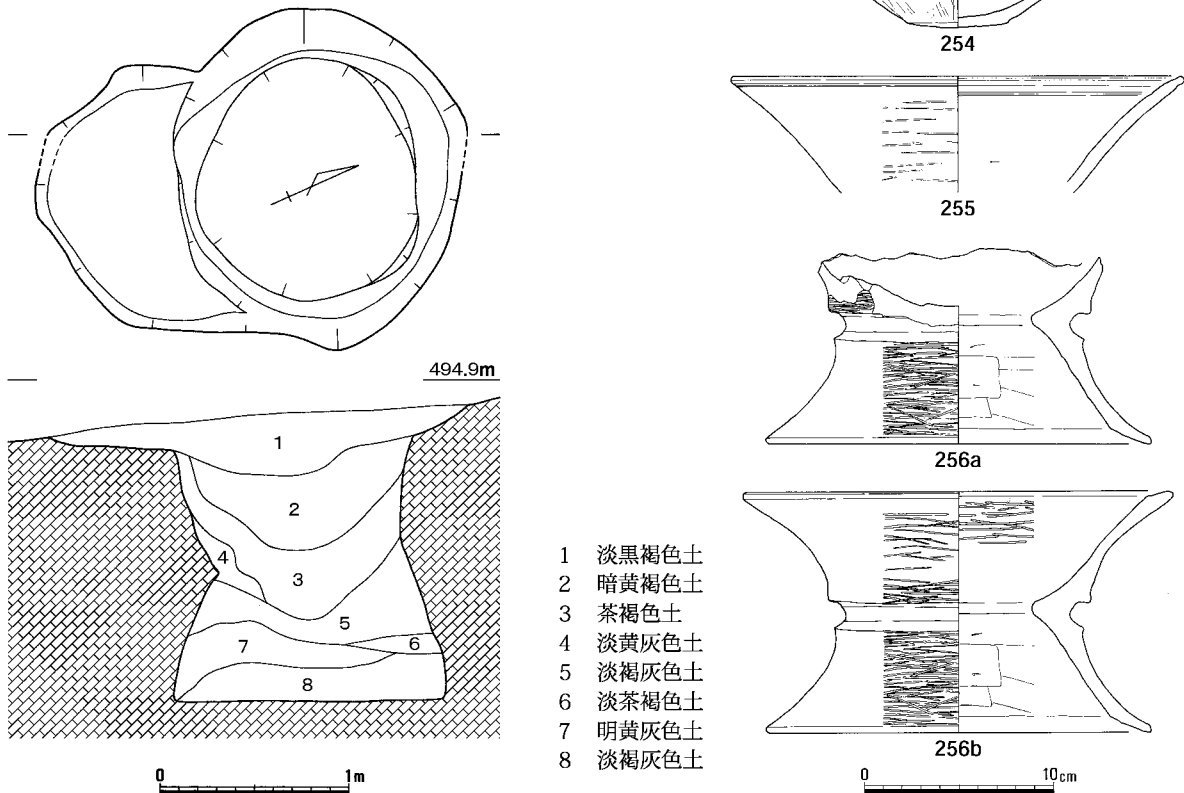 494.9m
1
2
3
4
5
6
7
8
0 1m
1 淡黒褐色土
2 暗黄褐色土
3 茶褐色土
4 淡黄灰色土
5 淡褐灰色土
6 淡茶褐色土
7 明黄灰色土
8 淡褐灰色土
254
255
256a
256b
0 10cm